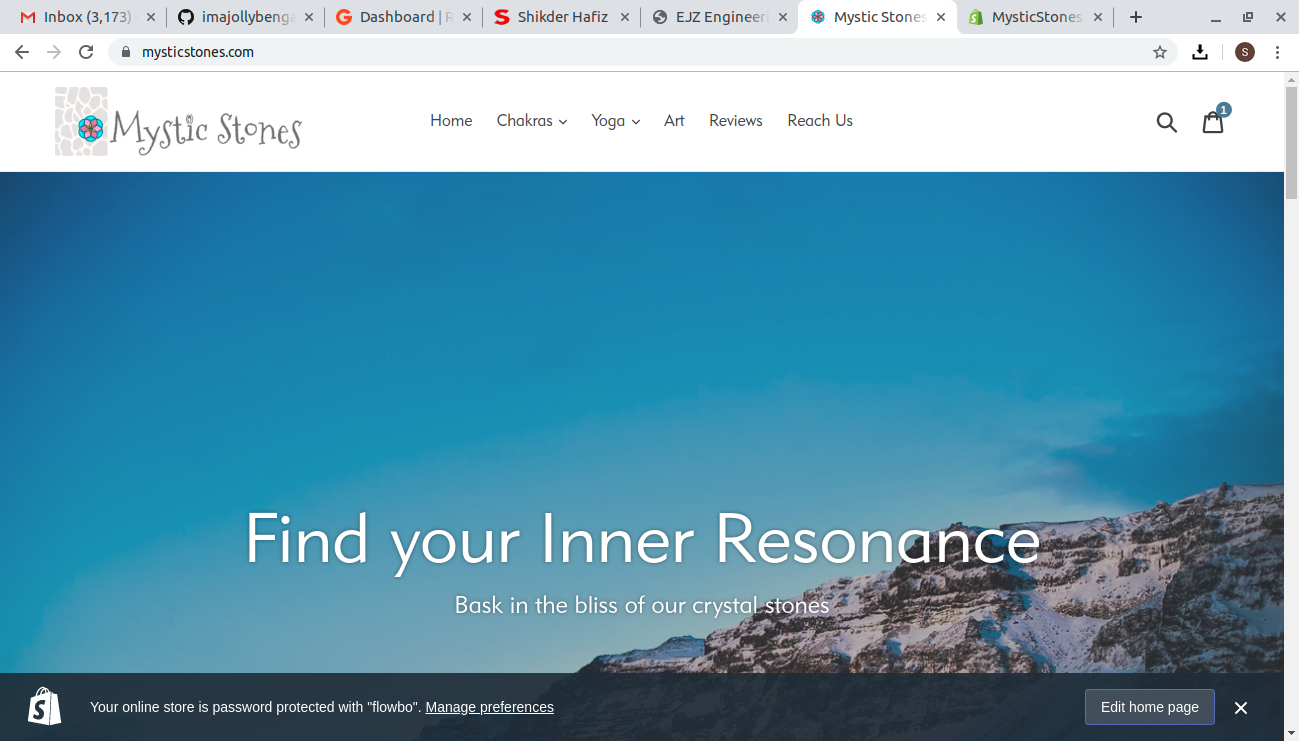 Inbox (3,173)
imajollybenga
Dashboard | R
Shikder Hafiz
EJZ Engineeri
Mystic Stones
MysticStones
mysticstones.com
S
Mystic Stones
Home Chakras Yoga Art Reviews Reach Us
1
Find your Inner Resonance
Bask in the bliss of our crystal stones
Your online store is password protected with "flowbo". Manage preferences
Edit home page